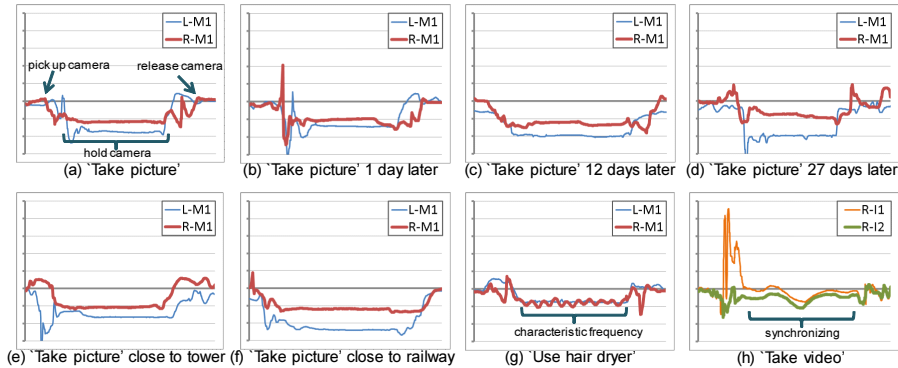 L-M1
R-M1
pick up camera
release camera
hold camera
(a) `Take picture'
L-M1
R-M1
(b) `Take picture' 1 day later
L-M1
R-M1
(c) `Take picture' 12 days later
L-M1
R-M1
(d) `Take picture' 27 days later
L-M1
R-M1
(e) `Take picture' close to tower
L-M1
R-M1
(f) `Take picture' close to railway
L-M1
R-M1
characteristic frequency
(g) `Use hair dryer'
R-I1
R-I2
synchronizing
(h) `Take video'